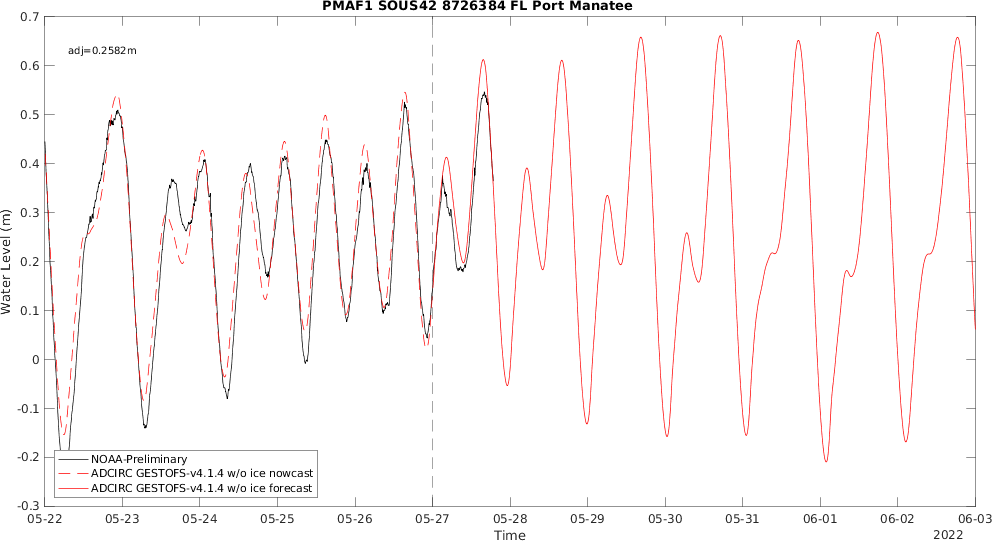 PMAF1 SOUS42 8726384 FL Port Manatee
adj=0.2582m
Water Level (m)
0.7
0.6
0.5
0.4
0.3
0.2
0.1
0
-0.1
-0.2
-0.3
NOAA-Preliminary
ADCIRC GESTOFS-v4.1.4 w/o ice nowcast
ADCIRC GESTOFS-v4.1.4 w/o ice forecast
05-22 05-23 05-24 05-25 05-26 05-27 05-28 05-29 05-30 05-31 06-01 06-02 06-03
Time
2022